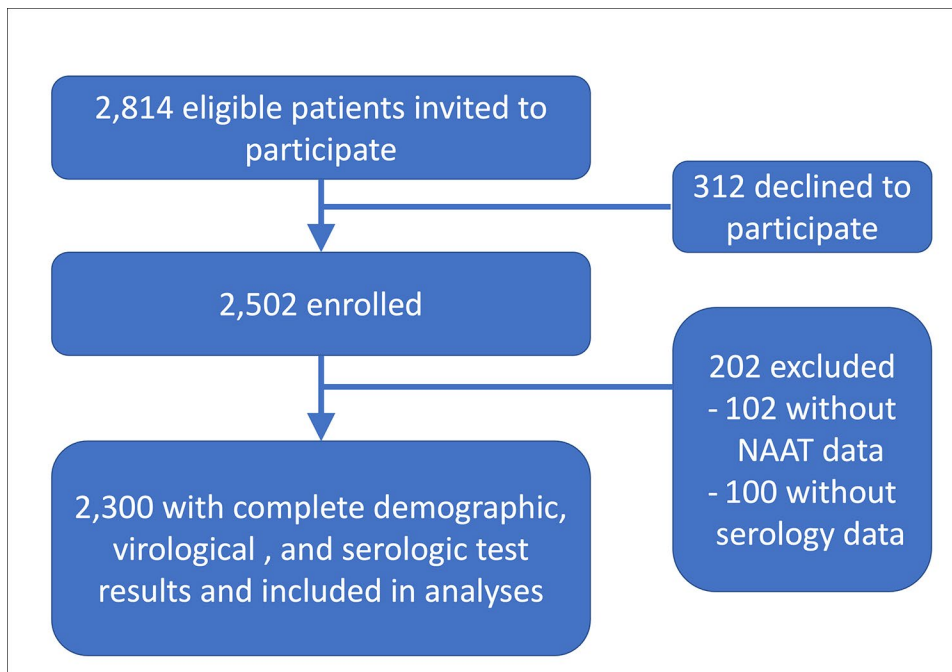 2,814 eligible patients invited to
participate
312 declined to
participate
2,502 enrolled
202 excluded
- 102 without
NAAT data
- 100 without
serology data
2,300 with complete demographic,
virological , and serologic test
results and included in analyses